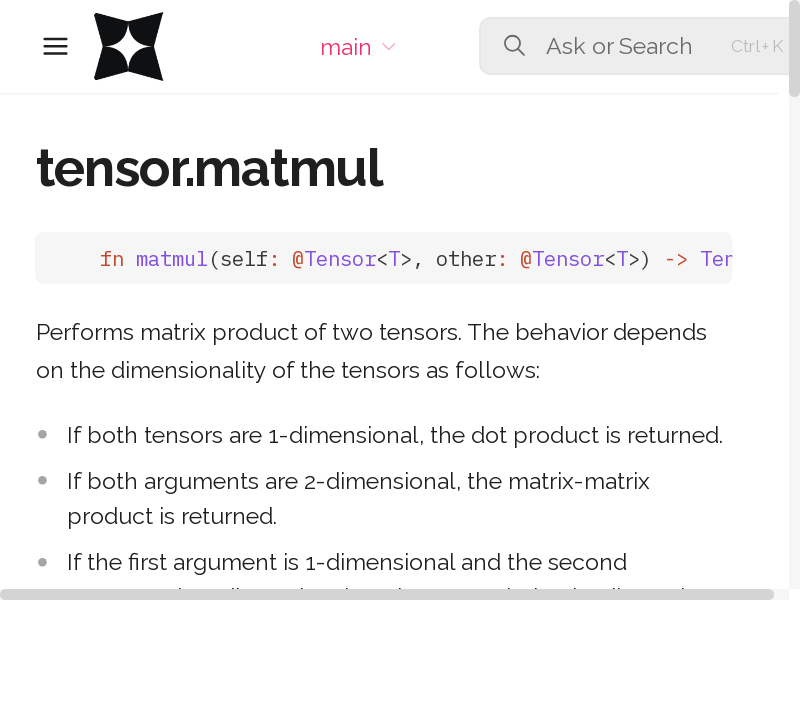 main
Ask or Search
Ctrl + K
tensor.matmul
fn matmul(self: @Tensor<T>, other: @Tensor<T>) -> Ten
Performs matrix product of two tensors. The behavior depends
on the dimensionality of the tensors as follows:
If both tensors are 1-dimensional, the dot product is returned.
If both arguments are 2-dimensional, the matrix-matrix
product is returned.
If the first argument is 1-dimensional and the second